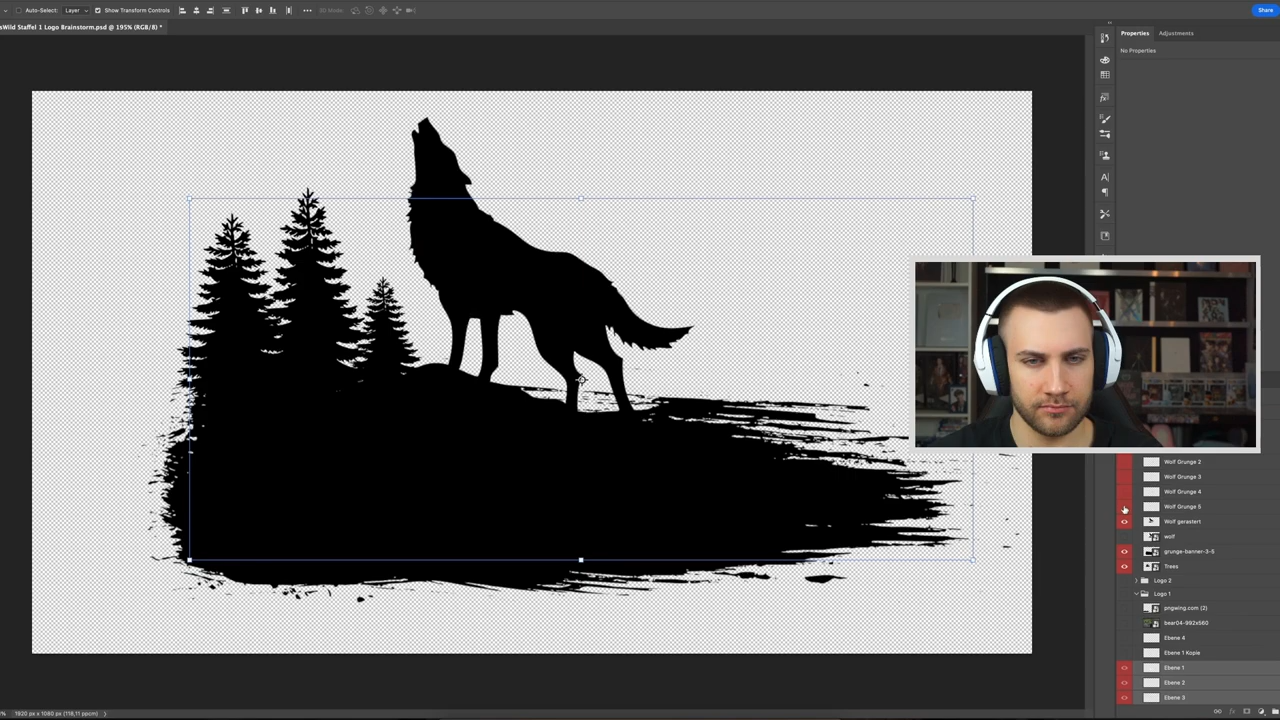 Auto-Select: Layer Show Transform Controls ••• 3D Mode Share
Wild Staffel 1 Logo Brainstorm.psd @ 195% (RGB/8) *
Properties Adjustments
No Properties
Wolf Grunge 2
Wolf Grunge 3
Wolf Grunge 4
Wolf Grunge 5
Wolf gerastert
wolf
grunge-banner-3-5
Trees
Logo 2
Logo 1
pngwing.com (2)
bear04-992x560
Ebene 4
Ebene 1 Kopie
Ebene 1
Ebene 2
Ebene 3
1920 px x 1080 px (118,11 ppcm)